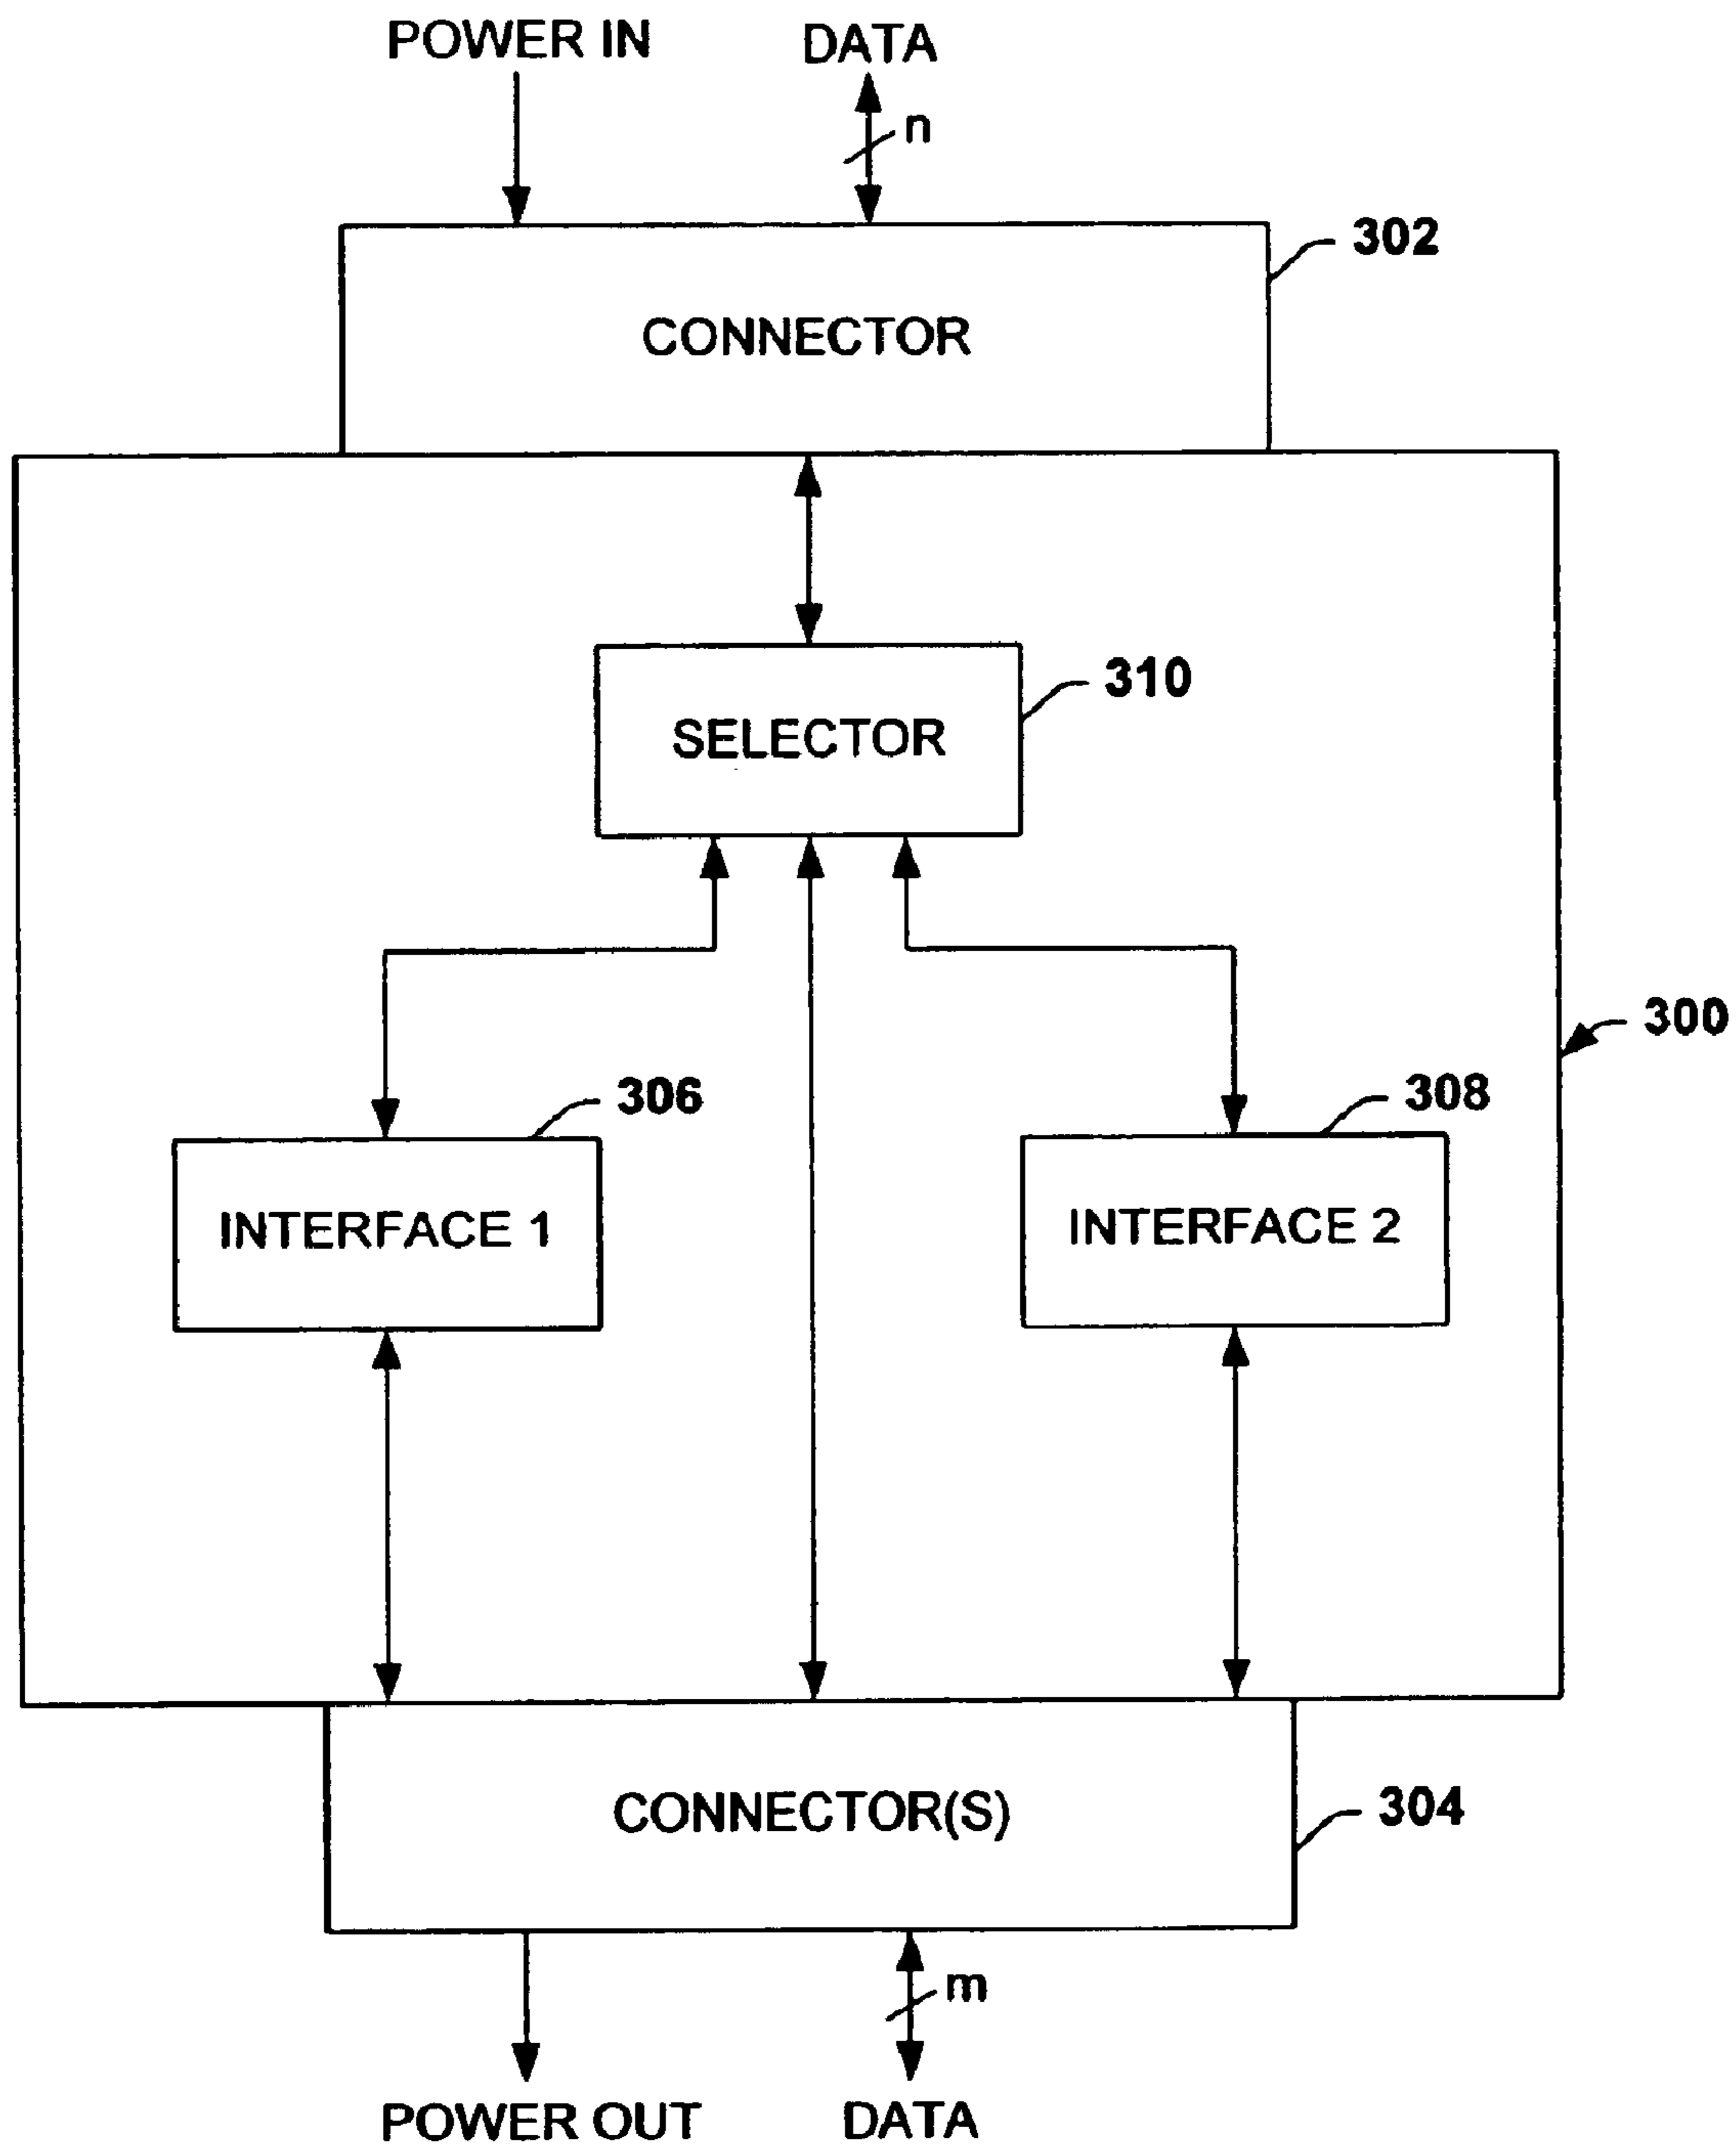 POWER IN
DATA
n
302
CONNECTOR
310
SELECTOR
300
306
308
INTERFACE 1
INTERFACE 2
CONNECTOR(S)
304
m
POWER OUT
DATA